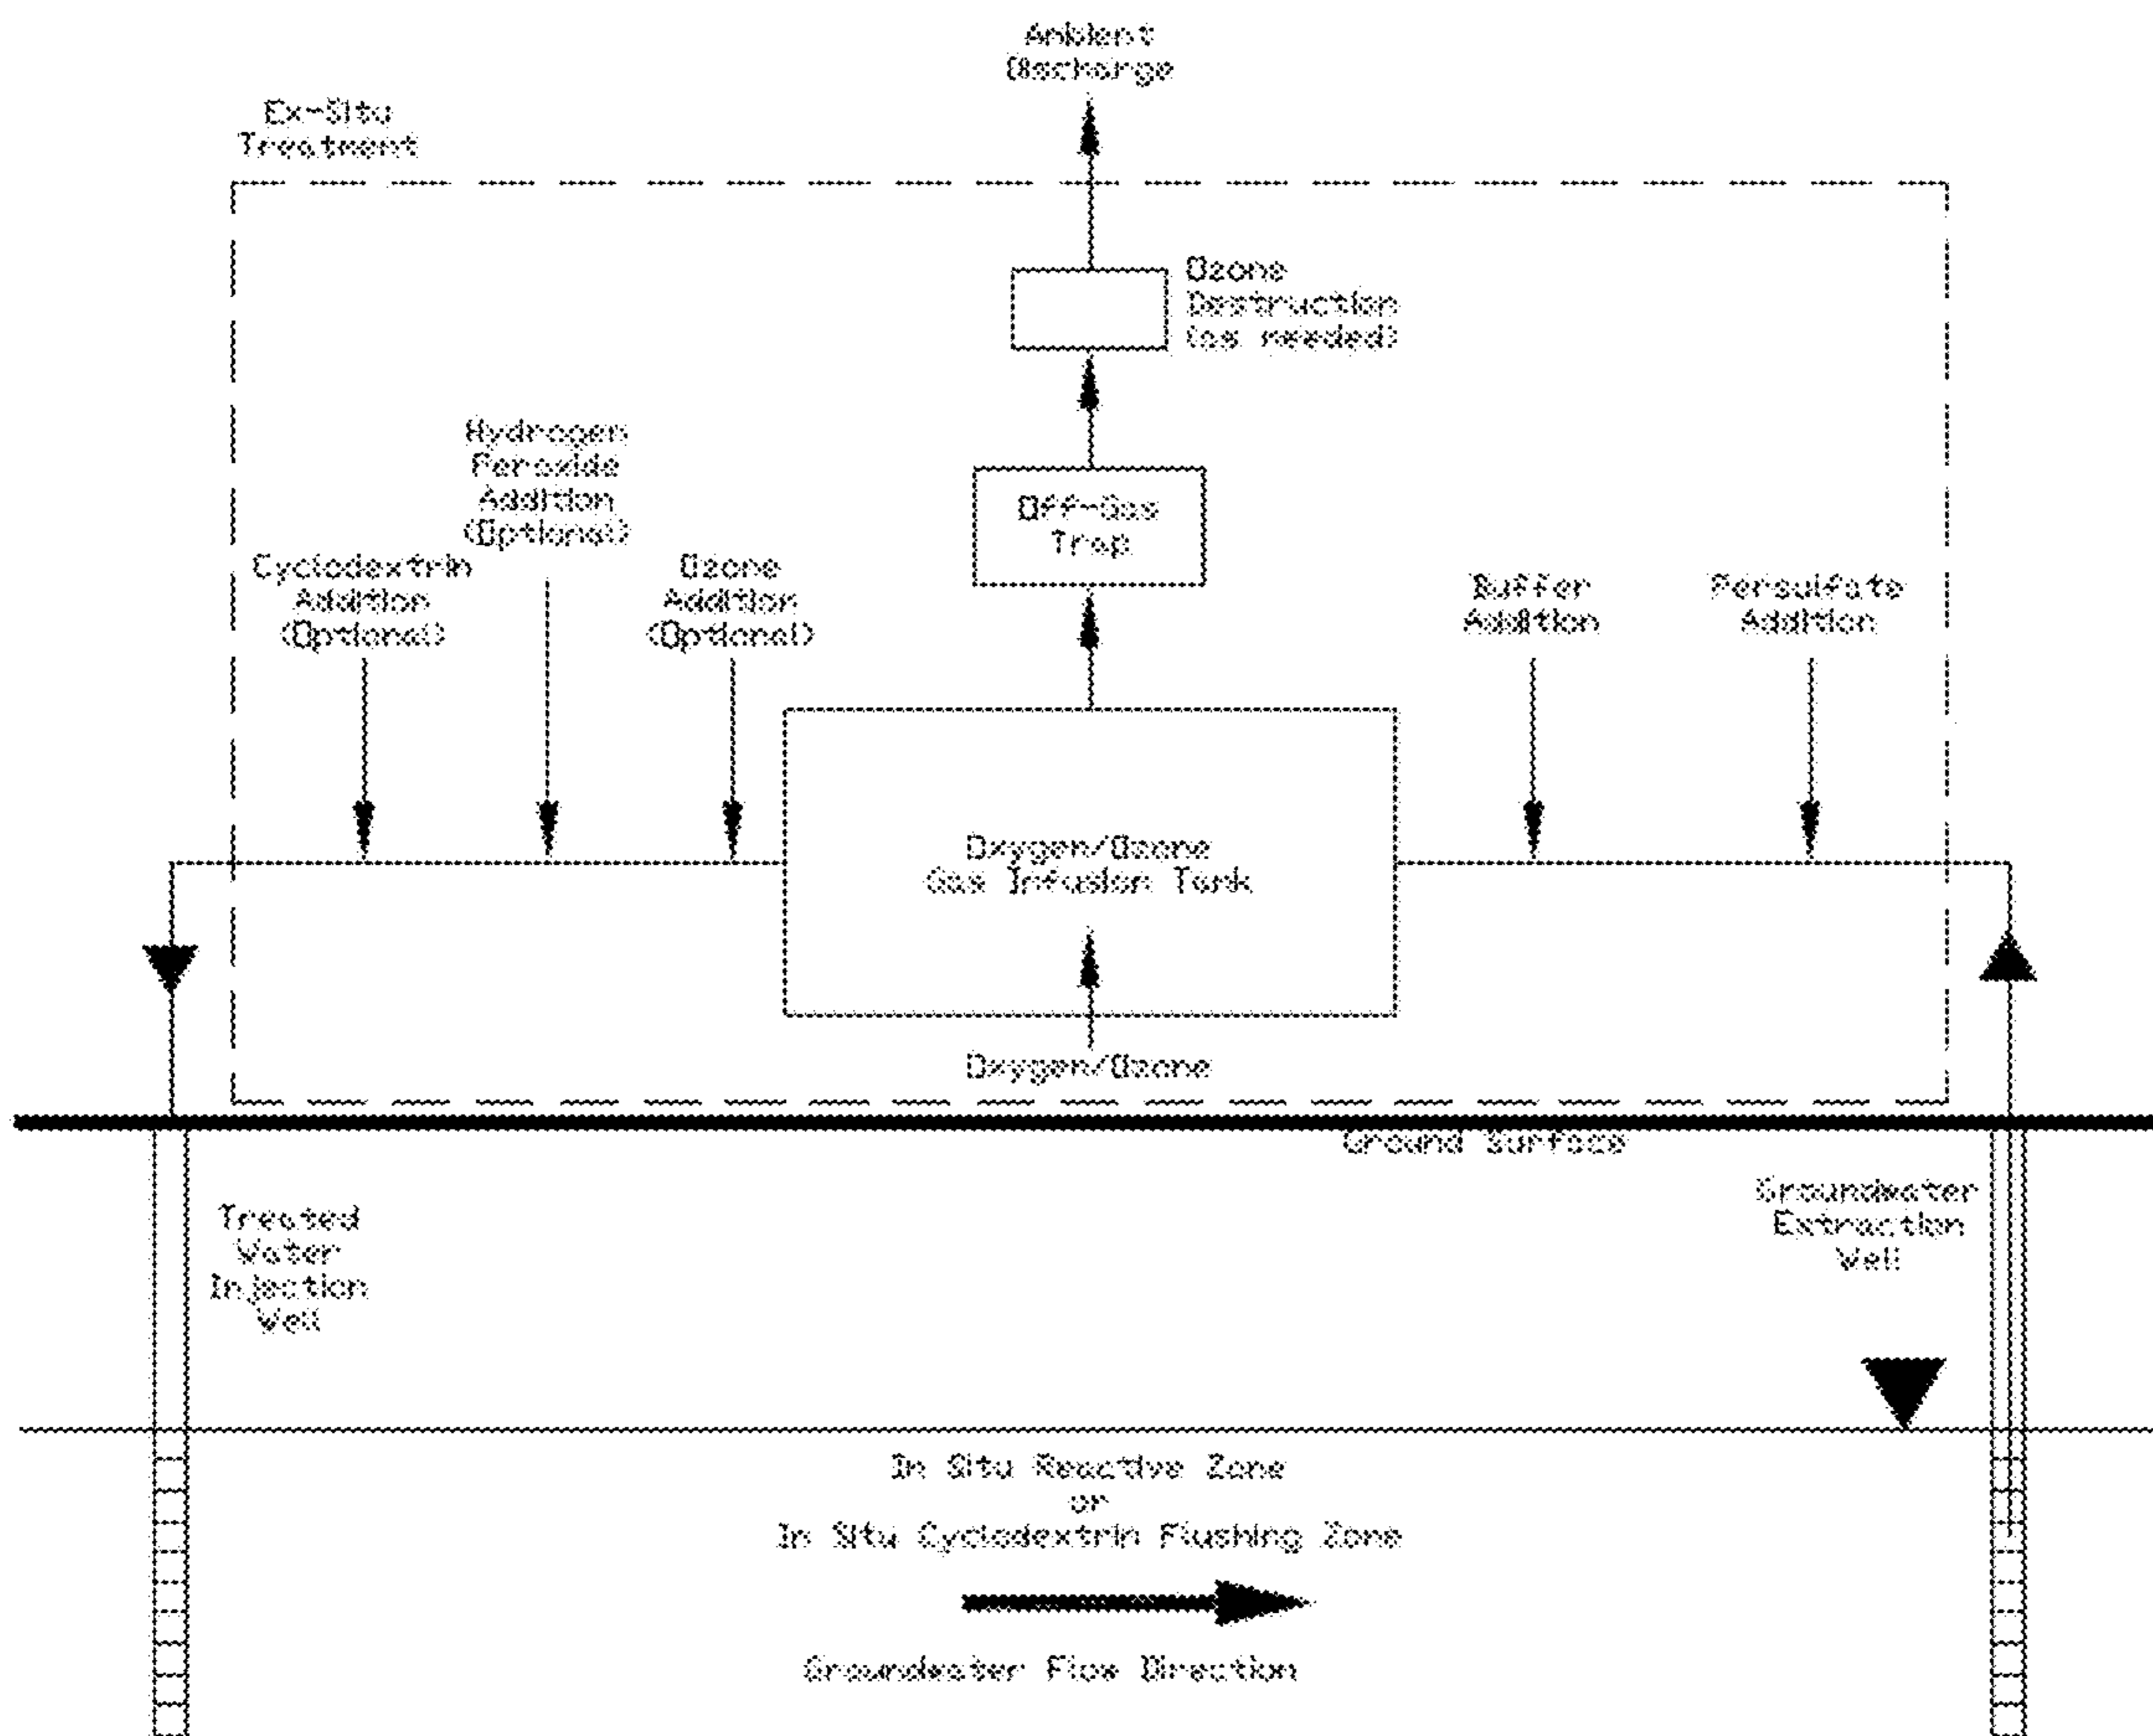 Ambient
Discharge
Ex-Situ
Treatment
Ozone
Destruction
(as needed)
Hydrogen
Peroxide
Addition
(Optional)
Off-Gas
Trap
Cyclodextrin
Addition
(Optional)
Ozone
Addition
(Optional)
Buffer
Addition
Persulfate
Addition
Oxygen/Ozone
Gas Infusion Tank
Oxygen/Ozone
Ground Surface
Treated
Water
Injection
Well
Groundwater
Extraction
Well
In Situ Reactive Zone
or
In Situ Cyclodextrin Flushing Zone
Groundwater Flow Direction